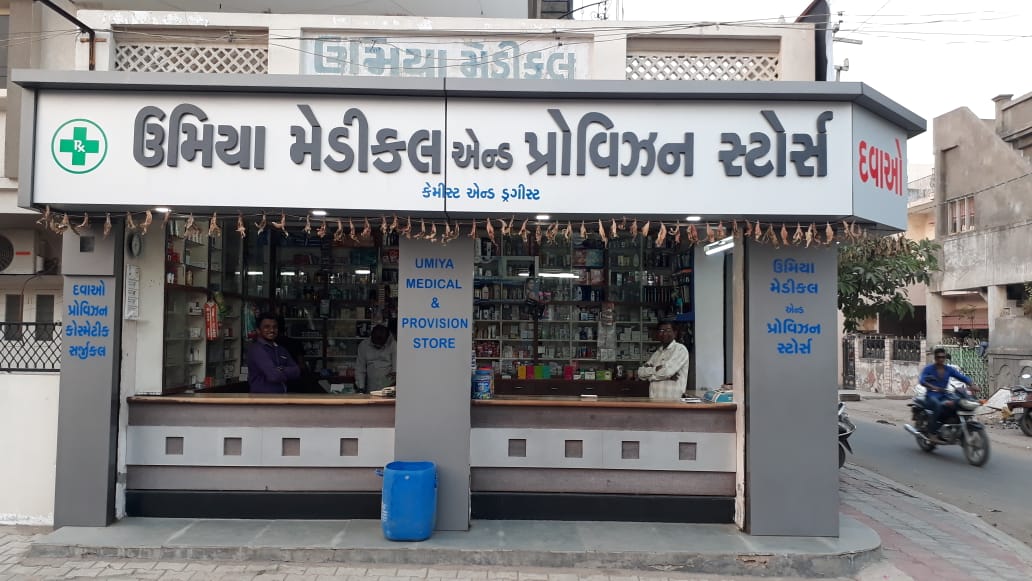 ઉમિયા મેડીકલ
ઉમિયા મેડીકલ એન્ડ પ્રોવિઝન સ્ટોર્સ
Rx
કેમીસ્ટ એન્ડ ડ્રગીસ્ટ
દવાઓ
દવાઓ
પ્રોવિઝન
કોસ્મેટીક
સર્જીકલ
UMIYA
MEDICAL
&
PROVISION
STORE
ઉમિયા
મેડીકલ
એન્ડ
પ્રોવિઝન
સ્ટોર્સ